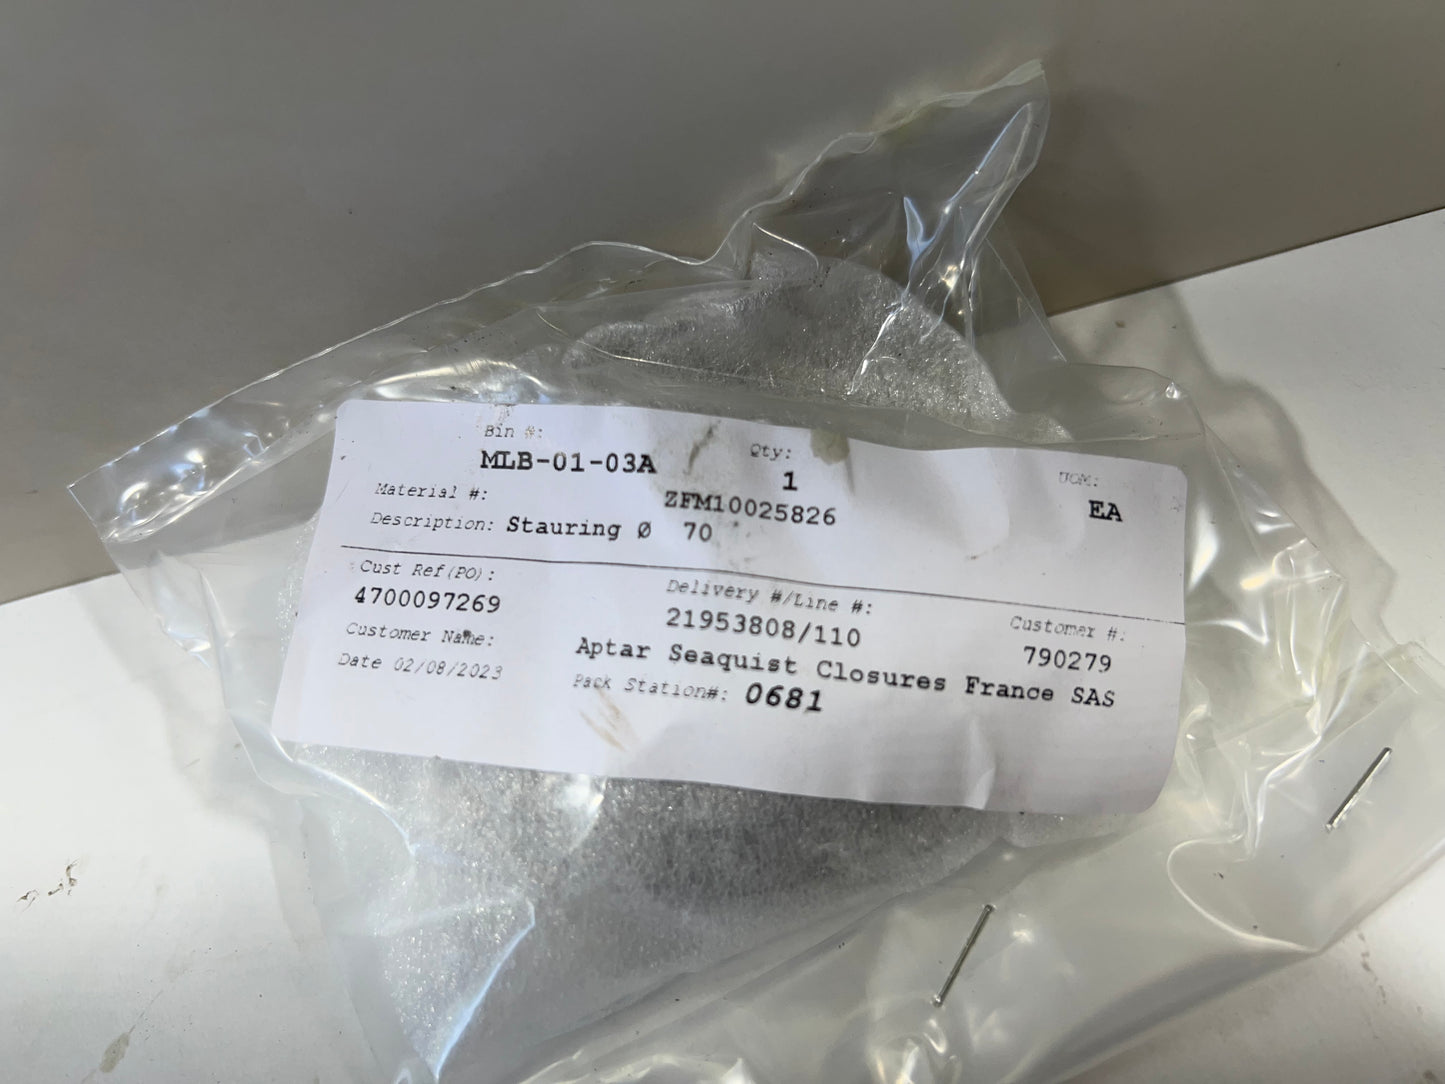 Bin #:
MLB-01-03A
Qty:
1
UOM:
EA
Material #:
ZFM10025826
Description: Stauring Ø 70
Cust Ref(PO):
4700097269
Delivery #/Line #:
21953808/110
Customer #:
790279
Customer Name:
Aptar Seaquist Closures France SAS
Date 02/08/2023
Pack Station#: 0681